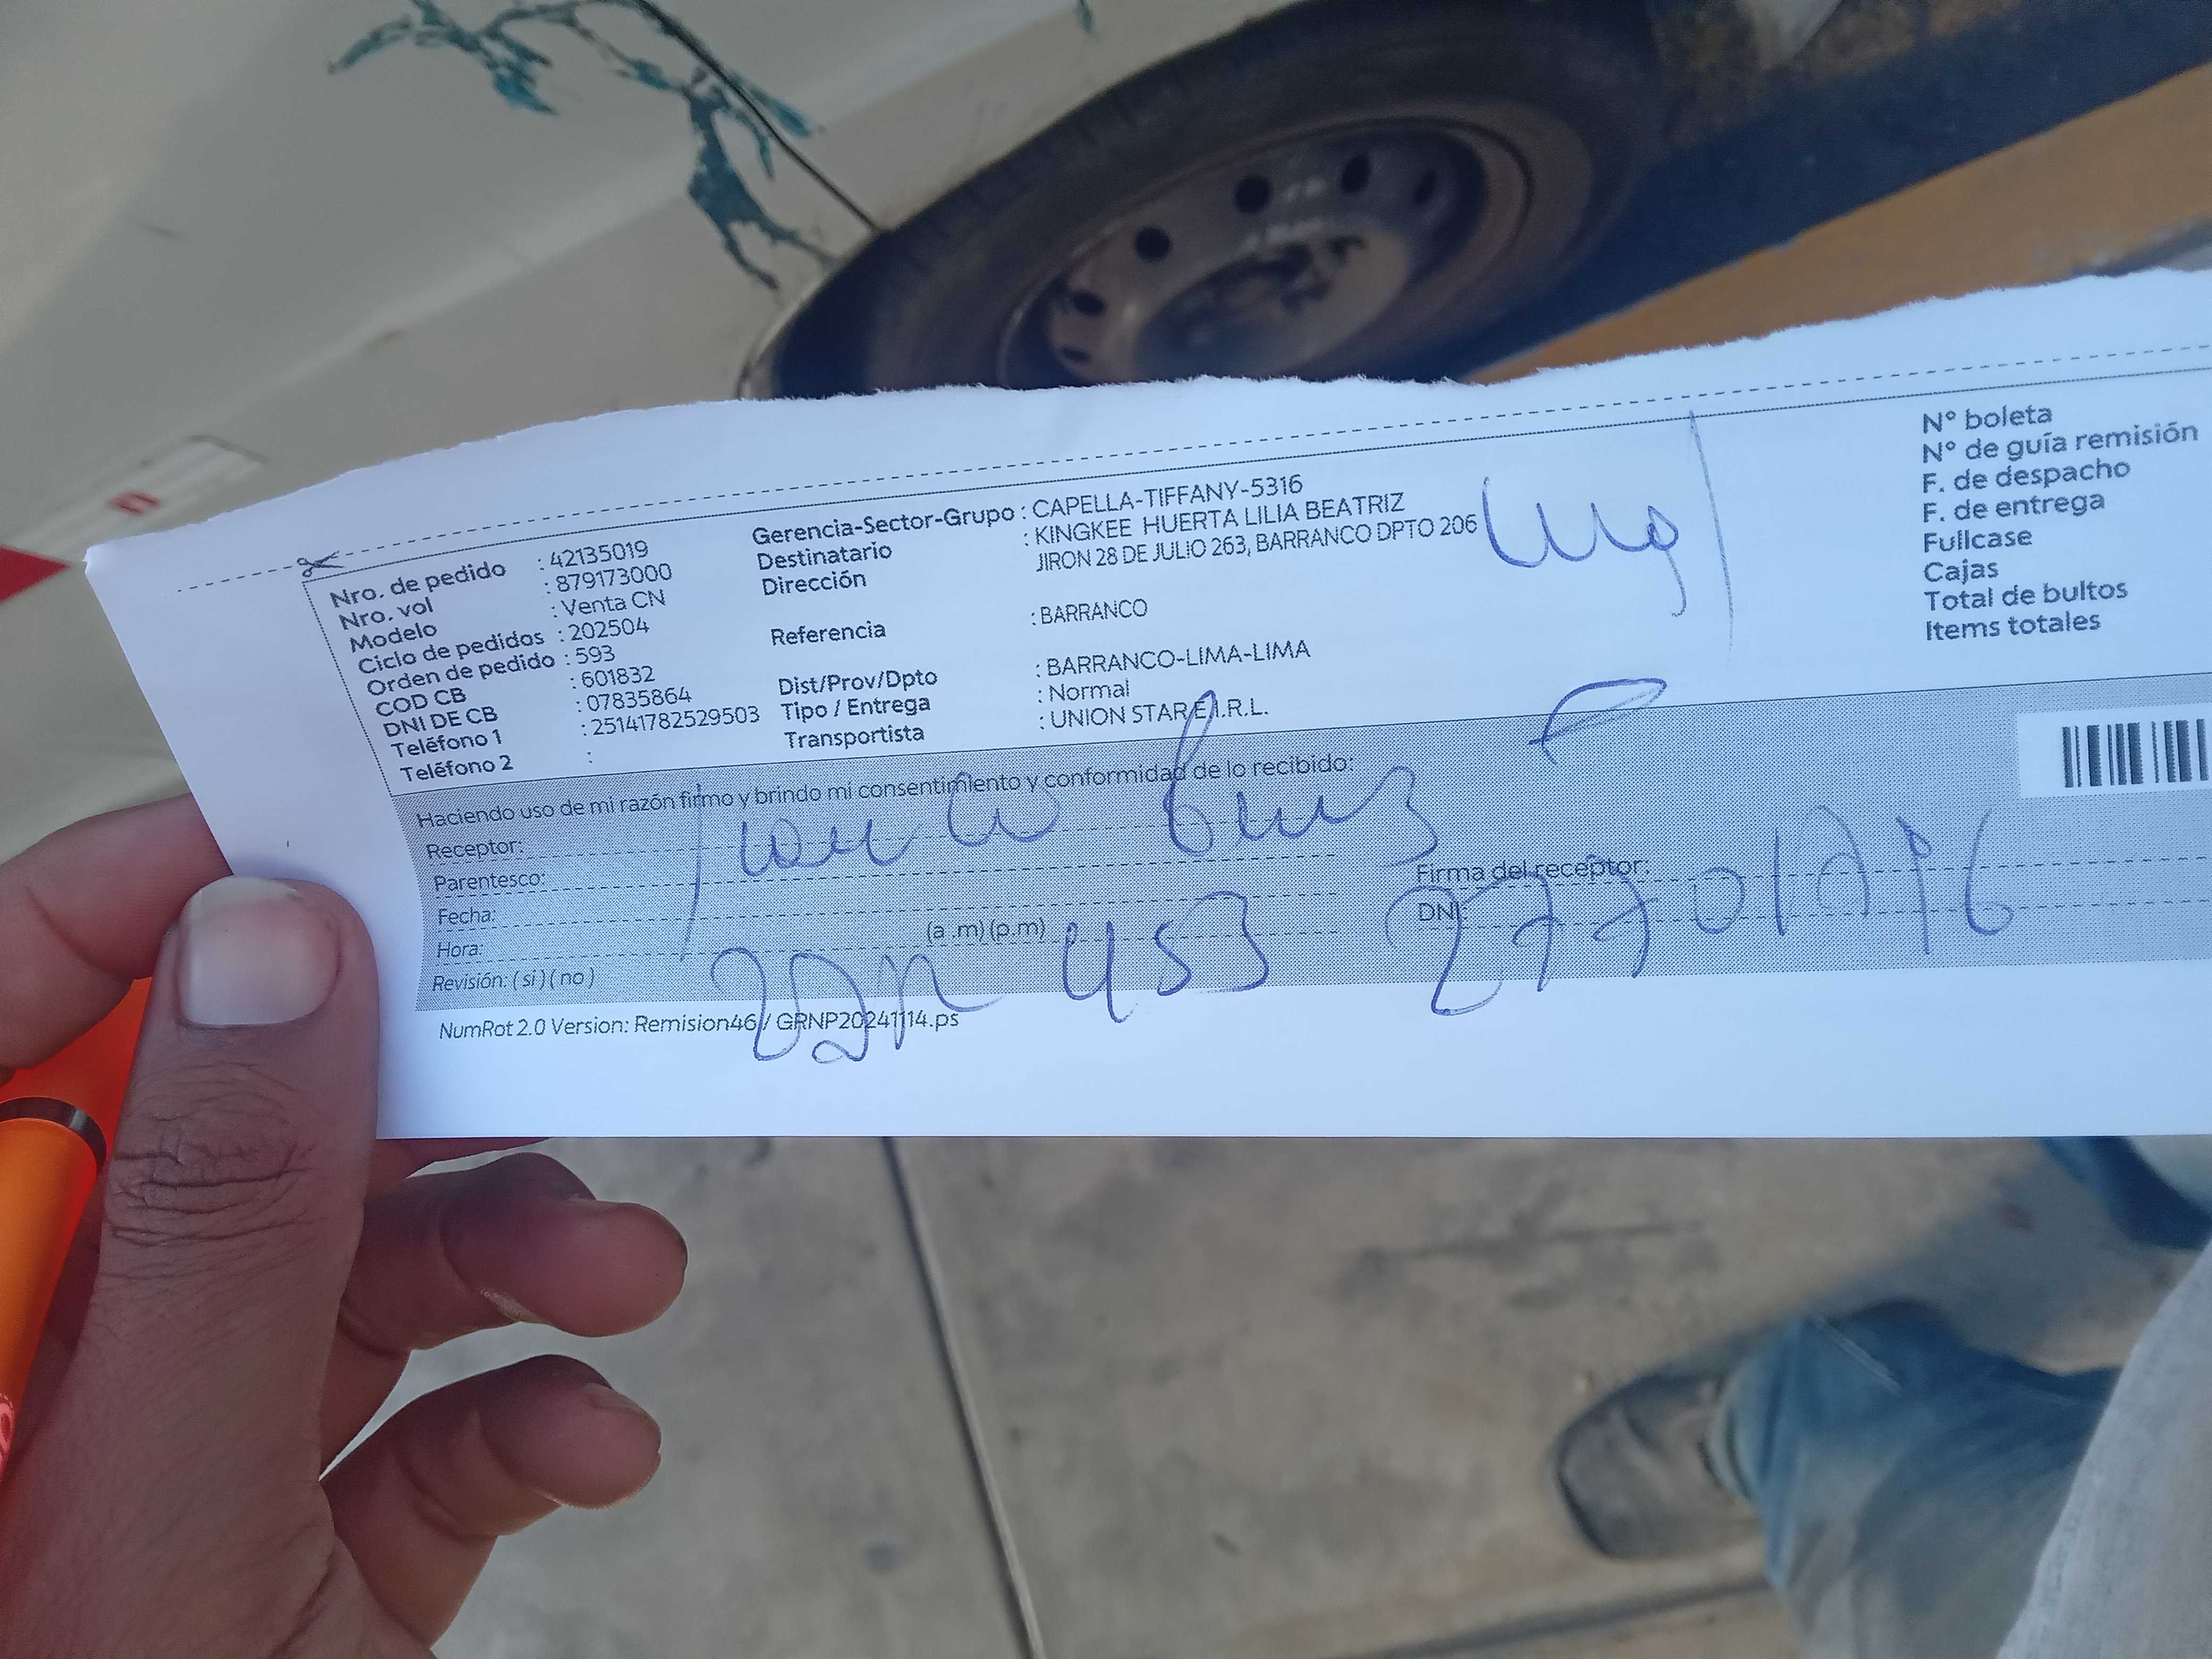 Nro. de pedido : 42135019
Nro. vol : 879173000
Modelo : Venta CN
Ciclo de pedidos : 202504
Orden de pedido : 593
COD CB : 601832
DNI DE CB : 07835864
Teléfono 1 : 25141782529503
Teléfono 2 :
Gerencia-Sector-Grupo : CAPELLA-TIFFANY-5316
Destinatario : KINGKEE HUERTA LILIA BEATRIZ
Dirección JIRON 28 DE JULIO 263, BARRANCO DPTO 206
Referencia : BARRANCO
Dist/Prov/Dpto : BARRANCO-LIMA-LIMA
Tipo / Entrega : Normal
Transportista : UNION STAR E.I.R.L.
N° boleta
N° de guía remisión
F. de despacho
F. de entrega
Fullcase
Cajas
Total de bultos
Items totales
Haciendo uso de mi razón firmo y brindo mi consentimiento y conformidad de lo recibido:
Receptor:
Parentesco:
Fecha:
Hora: (a .m) (p.m) 453
Revisión: ( si ) ( no )
Firma del receptor:
DNI:
NumRot 2.0 Version: Remision46 / GRNP20241114.ps